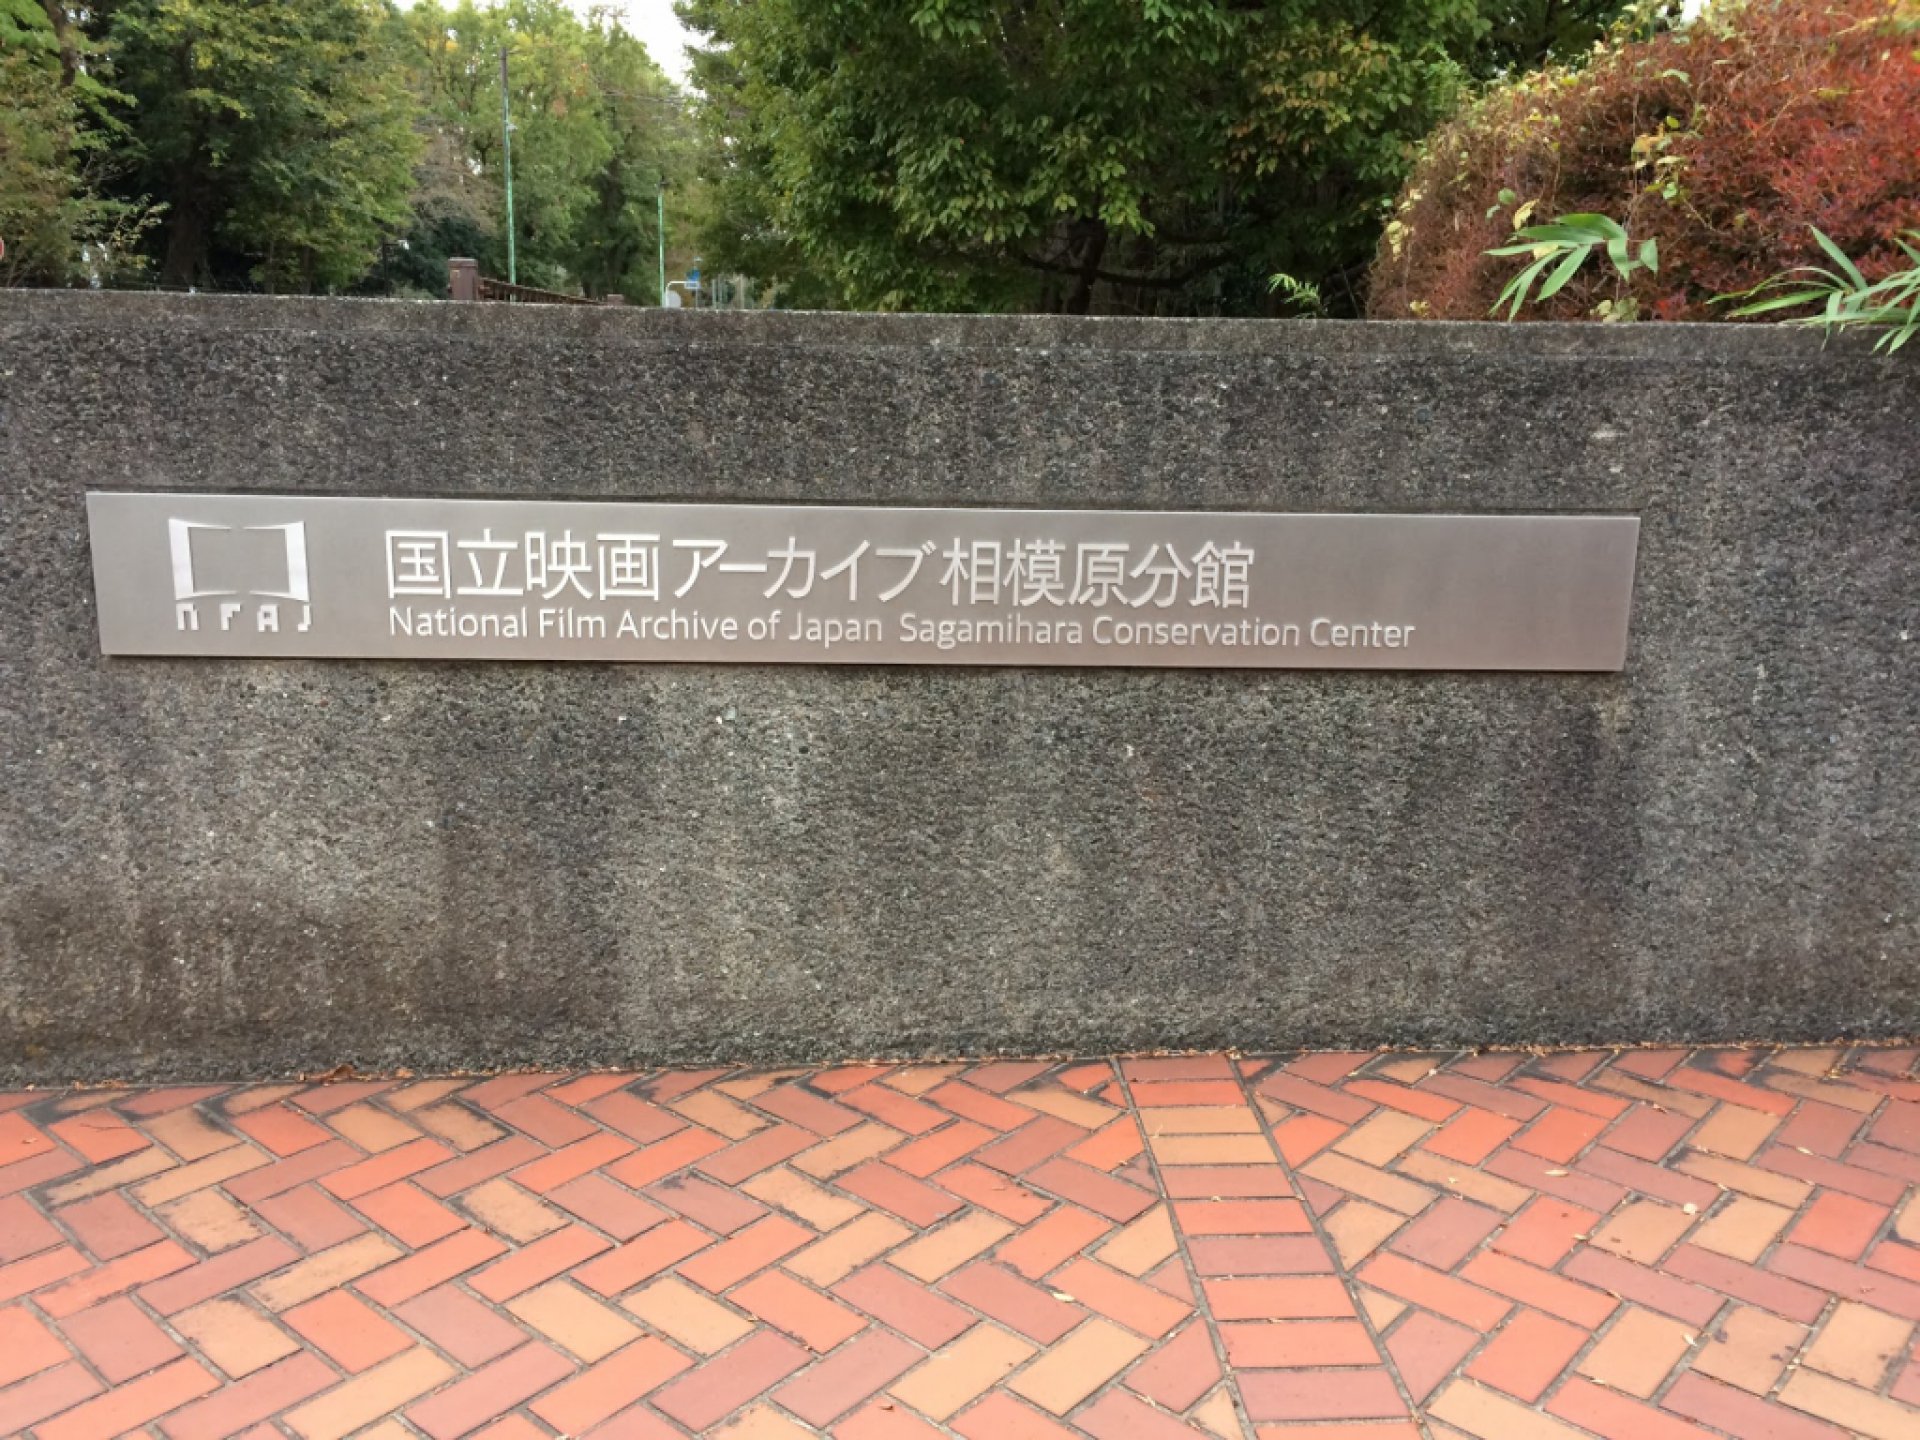 NFAJ
国立映画アーカイブ相模原分館
National Film Archive of Japan Sagamihara Conservation Center